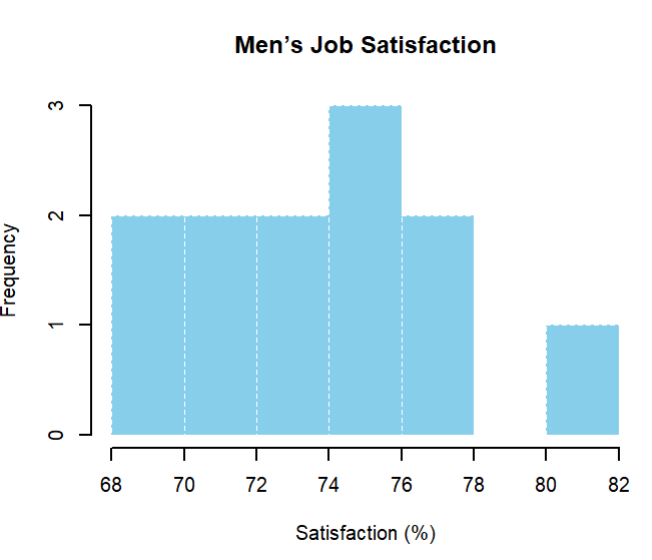 Men’s Job Satisfaction
3
2
1
0
Frequency
68 70 72 74 76 78 80 82
Satisfaction (%)